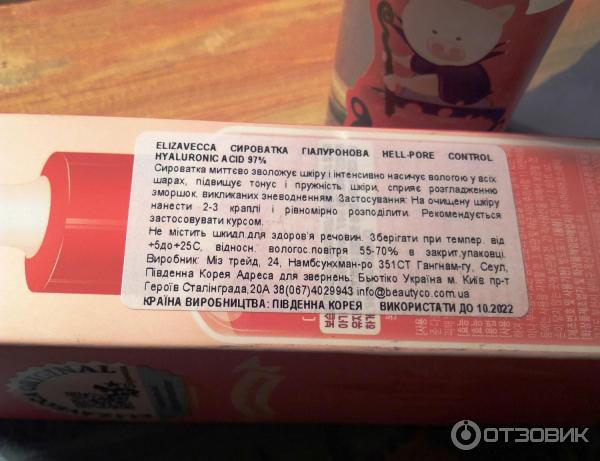 ELIZAVECCA СИРОВАТКА ГІАЛУРОНОВА HELL-PORE CONTROL
HYALURONIC ACID 97%
Сироватка миттєво зволожує шкіру і інтенсивно насичує вологою у всіх
шарах, підвищує тонус і пружність шкіри, сприяє розгладженню
зморшок, викликаних зневодненням. Застосування: На очищену шкіру
нанести 2-3 краплі і рівномірно розподілити. Рекомендується
застосовувати курсом.
Не містить шкідл.для здоров'я речовин. Зберігати при темпер. від
+5до+25С, відносн. вологос.повітря 55-70% в закрит.упаковці.
Виробник: Міз трейд, 24, Намбсунхман-ро 351СТ Гангнам-гу, Сеул,
Південна Корея Адреса для звернень: Бьютіко Україна м. Київ пр-т
Героїв Сталінграда,20А 38(067)4029943 info@beautyco.com.ua
КРАЇНА ВИРОБНИЦТВА: ПІВДЕННА КОРЕЯ ВИКОРИСТАТИ ДО 10.2022
ORIGINAL
ELIZAVECCA
ОТЗОВИК